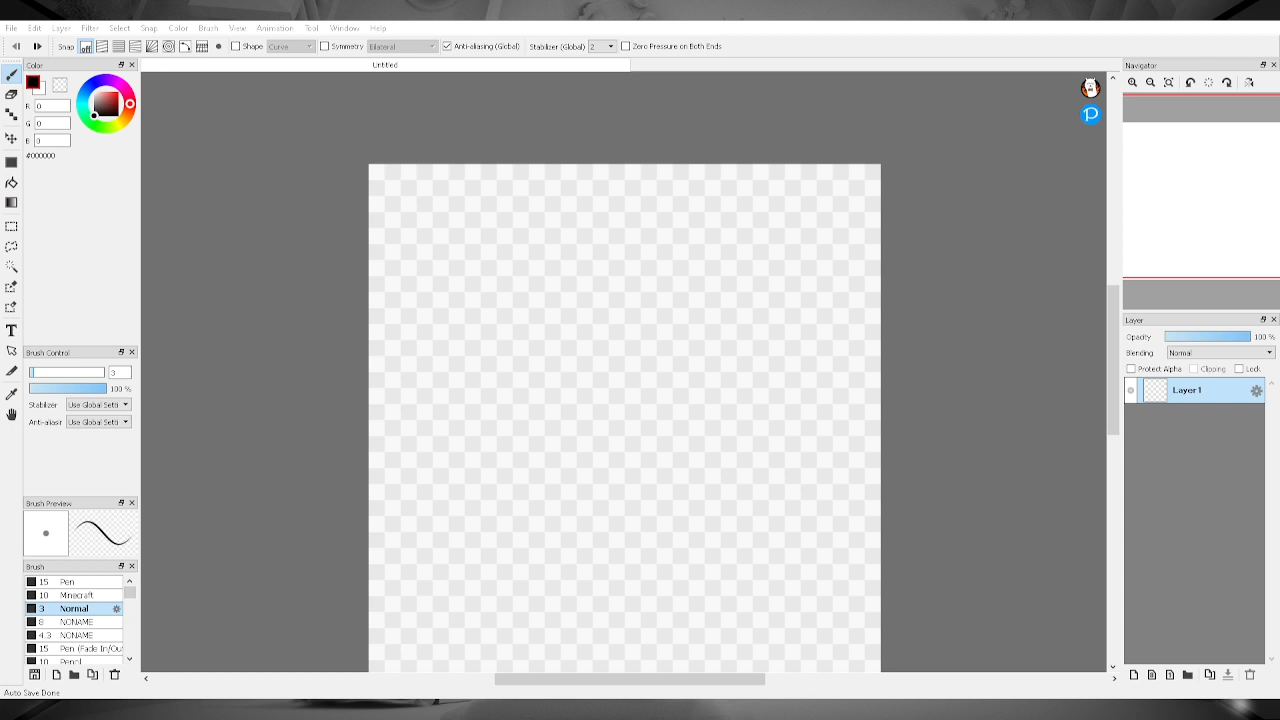 File Edit Layer Filter Select Snap Color Brush View Animation Tool Window Help
Snap Shape Curve Symmetry Bilateral Anti-aliasing (Global) Stabilizer (Global) 2 Zero Pressure on Both Ends
Color
Untitled
Navigator
R 0
G 0
B 0
#000000
Layer
Opacity 100 %
Blending Normal
Protect Alpha Clipping Lock
Layer1
Brush Control
3
100 %
Stabilizer Use Global Setti
Anti-aliasi Use Global Setti
Brush Preview
Brush
15 Pen
10 Minecraft
3 Normal
8 NONAME
4.3 NONAME
15 Pen (Fade In/Ou
10 Pencil
Auto Save Done